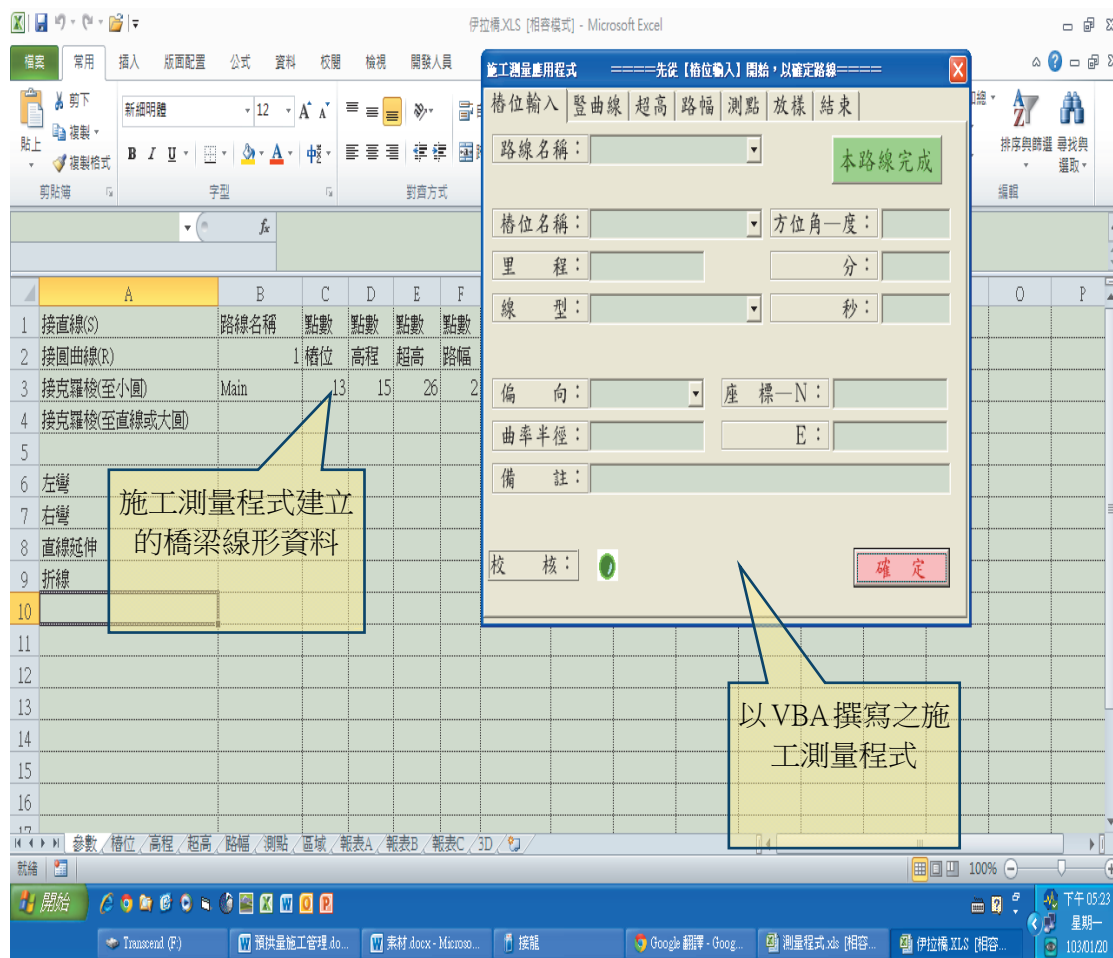 伊拉橋.XLS [相容模式] - Microsoft Excel
檔案 常用 插入 版面配置 公式 資料 校閱 檢視 開發人員
貼上
剪下
複製
複製格式
剪貼簿
新細明體 12
B I U
字型
對齊方式
排序與篩選
尋找與
選取
編輯
fx
A B C D E F O P
1 接直線(S) 路線名稱 點數 點數 點數 點數
2 接圓曲線(R) 1 樁位 高程 超高 路幅
3 接克羅梭(至小圓) Main 13 15 26 2
4 接克羅梭(至直線或大圓)
5
6 左彎
7 右彎
8 直線延伸
9 折線
10
11
12
13
14
15
16
17
施工測量程式建立
的橋梁線形資料
施工測量應用程式 ====先從【樁位輸入】開始，以確定路線====
樁位輸入 豎曲線 超高 路幅 測點 放樣 結束
路線名稱：
本路線完成
樁位名稱： 方位角—度：
里 程： 分：
線 型： 秒：
偏 向： 座 標—N：
曲率半徑： E：
備 註：
校 核：
確 定
以VBA撰寫之施
工測量程式
參數 樁位 高程 超高 路幅 測點 區域 報表A 報表B 報表C 3D
就緒 100%
開始
下午 05:23
星期一
103/01/20
Transcend (F:)
預拱量施工管理.do...
素材.docx - Microso...
接龍
Google 翻譯 - Goog...
測量程式.xls [相容...
伊拉橋.XLS [相容...